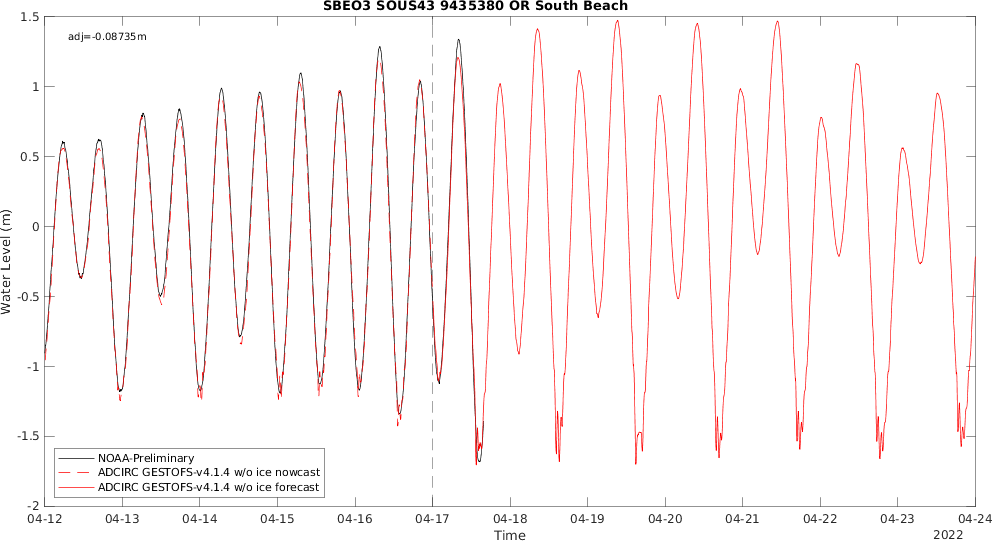 SBEO3 SOUS43 9435380 OR South Beach
adj=-0.08735m
1.5
1
0.5
0
-0.5
-1
-1.5
-2
Water Level (m)
NOAA-Preliminary
ADCIRC GESTOFS-v4.1.4 w/o ice nowcast
ADCIRC GESTOFS-v4.1.4 w/o ice forecast
04-12 04-13 04-14 04-15 04-16 04-17 04-18 04-19 04-20 04-21 04-22 04-23 04-24
Time
2022